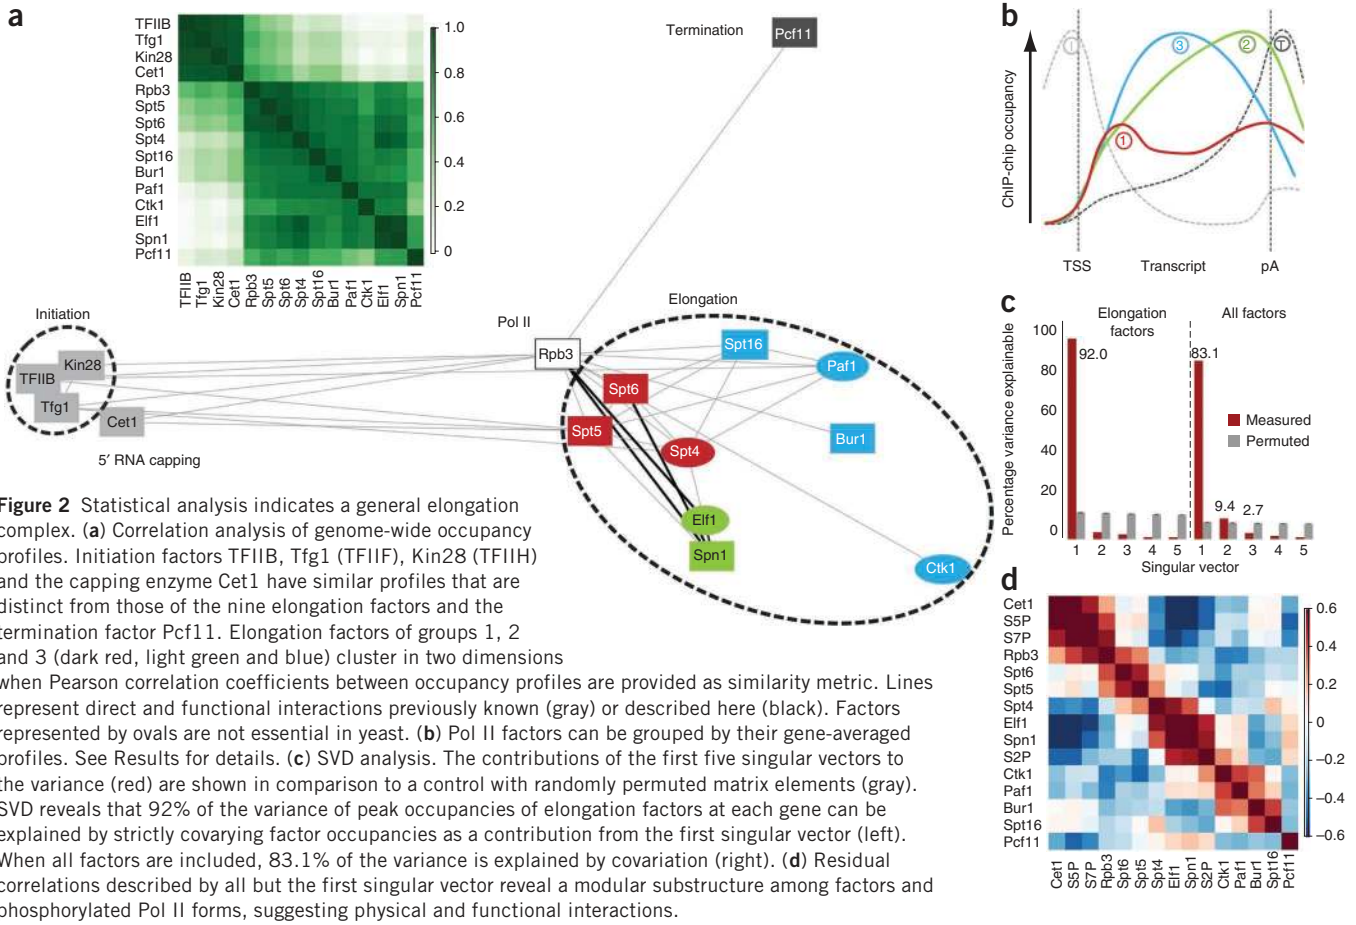 a
TFIIB
Tfg1
Kin28
Cet1
Rpb3
Spt5
Spt6
Spt4
Spt16
Bur1
Paf1
Ctk1
Elf1
Spn1
Pcf11
TFIIB
Tfg1
Kin28
Cet1
Rpb3
Spt5
Spt6
Spt4
Spt16
Bur1
Paf1
Ctk1
Elf1
Spn1
Pcf11
1.0
0.8
0.6
0.4
0.2
0
Termination
Pcf11
Initiation
Kin28
TFIIB
Tfg1
Cet1
5′ RNA capping
Pol II
Rpb3
Elongation
Spt16
Paf1
Spt6
Spt5
Spt4
Bur1
Elf1
Spn1
Ctk1
b
ChIP-chip occupancy
I
3
2
T
1
TSS
Transcript
pA
c
Percentage variance explainable
100
80
60
40
20
0
Elongation
factors
All factors
92.0
83.1
9.4
2.7
Measured
Permuted
1 2 3 4 5 1 2 3 4 5
Singular vector
d
Cet1
S5P
S7P
Rpb3
Spt6
Spt5
Spt4
Elf1
Spn1
S2P
Ctk1
Paf1
Bur1
Spt16
Pcf11
Cet1
S5P
S7P
Rpb3
Spt6
Spt5
Spt4
Elf1
Spn1
S2P
Ctk1
Paf1
Bur1
Spt16
Pcf11
0.6
0.4
0.2
0
−0.2
−0.4
−0.6
Figure 2 Statistical analysis indicates a general elongation
complex. (a) Correlation analysis of genome-wide occupancy
profiles. Initiation factors TFIIB, Tfg1 (TFIIF), Kin28 (TFIIH)
and the capping enzyme Cet1 have similar profiles that are
distinct from those of the nine elongation factors and the
termination factor Pcf11. Elongation factors of groups 1, 2
and 3 (dark red, light green and blue) cluster in two dimensions
when Pearson correlation coefficients between occupancy profiles are provided as similarity metric. Lines
represent direct and functional interactions previously known (gray) or described here (black). Factors
represented by ovals are not essential in yeast. (b) Pol II factors can be grouped by their gene-averaged
profiles. See Results for details. (c) SVD analysis. The contributions of the first five singular vectors to
the variance (red) are shown in comparison to a control with randomly permuted matrix elements (gray).
SVD reveals that 92% of the variance of peak occupancies of elongation factors at each gene can be
explained by strictly covarying factor occupancies as a contribution from the first singular vector (left).
When all factors are included, 83.1% of the variance is explained by covariation (right). (d) Residual
correlations described by all but the first singular vector reveal a modular substructure among factors and
phosphorylated Pol II forms, suggesting physical and functional interactions.